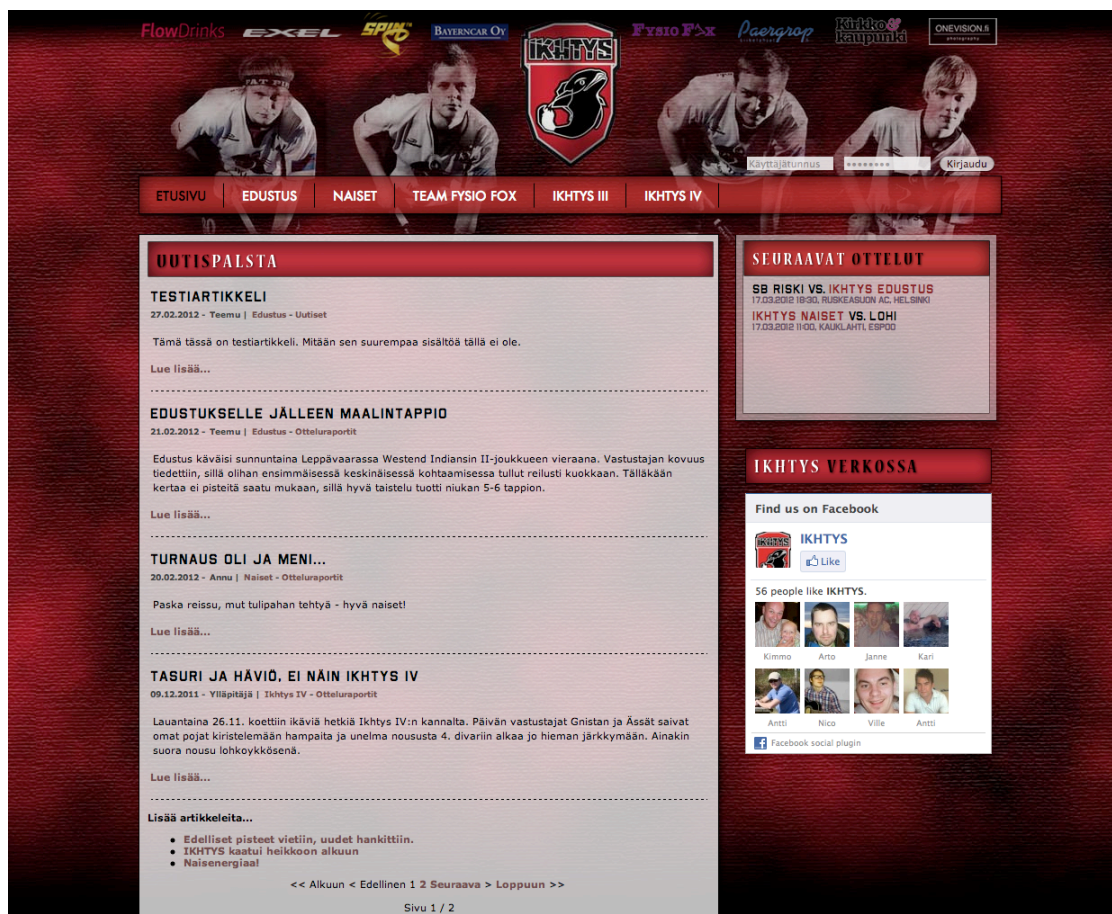 FlowDrinks EXEL SPIN BAYERNCAR OY IKHTYS FYSIO FOX Paergrap Kirkko& kaupunki ONEVISION.fi photography
FAT PIPE
Käyttäjätunnus ******** Kirjaudu
ETUSIVU EDUSTUS NAISET TEAM FYSIO FOX IKHTYS III IKHTYS IV
UUTISPALSTA
TESTIARTIKKELI
27.02.2012 - Teemu | Edustus - Uutiset
Tämä tässä on testiartikkeli. Mitään sen suurempaa sisältöä tällä ei ole.
Lue lisää...
EDUSTUKSELLE JÄLLEEN MAALINTAPPIO
21.02.2012 - Teemu | Edustus - Otteluraportit
Edustus käväisi sunnuntaina Leppävaarassa Westend Indiansin II-joukkueen vieraana. Vastustajan kovuus
tiedettiin, sillä olihan ensimmäisessä keskinäisessä kohtaamisessa tullut reilusti kuokkaan. Tälläkään
kertaa ei pisteitä saatu mukaan, sillä hyvä taistelu tuotti niukan 5-6 tappion.
Lue lisää...
TURNAUS OLI JA MENI...
20.02.2012 - Annu | Naiset - Otteluraportit
Paska reissu, mut tulipahan tehtyä - hyvä naiset!
Lue lisää...
TASURI JA HÄVIÖ, EI NÄIN IKHTYS IV
09.12.2011 - Ylläpitäjä | Ikhtys IV - Otteluraportit
Lauantaina 26.11. koettiin ikäviä hetkiä Ikhtys IV:n kannalta. Päivän vastustajat Gnistan ja Ässät saivat
omat pojat kiristelemään hampaita ja unelma noususta 4. divariin alkaa jo hieman järkkymään. Ainakin
suora nousu lohkoykkösenä.
Lue lisää...
Lisää artikkeleita...
Edelliset pisteet vietiin, uudet hankittiin.
IKHTYS kaatui heikkoon alkuun
Naisenergiaa!
<< Alkuun < Edellinen 1 2 Seuraava > Loppuun >>
Sivu 1 / 2
SEURAAVAT OTTELUT
SB RISKI VS. IKHTYS EDUSTUS
17.03.2012 18:30, RUSKEASUON AC, HELSINKI
IKHTYS NAISET VS. LOHI
17.03.2012 11:00, KAUKLAHTI, ESPOO
IKHTYS VERKOSSA
Find us on Facebook
IKHTYS
IKHTYS
Like
56 people like IKHTYS.
Kimmo Arto Janne Kari
Antti Nico Ville Antti
Facebook social plugin